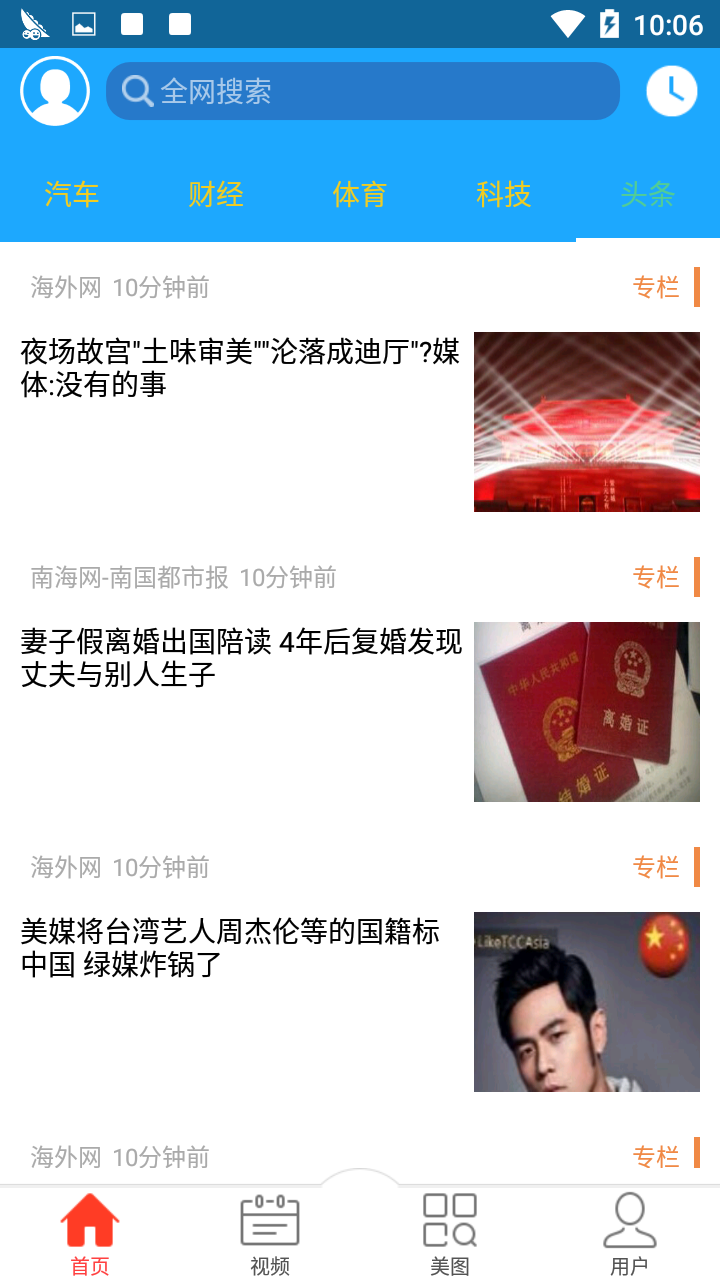 10:06
全网搜索
汽车 财经 体育 科技 头条
海外网 10分钟前 专栏
夜场故宫"土味审美""沦落成迪厅"?媒
体:没有的事
南海网-南国都市报 10分钟前 专栏
妻子假离婚出国陪读 4年后复婚发现
丈夫与别人生子
中华人民共和国
离婚证
结婚证
海外网 10分钟前 专栏
美媒将台湾艺人周杰伦等的国籍标
中国 绿媒炸锅了
LikeTCCAsia
海外网 10分钟前 专栏
首页 视频 美图 用户